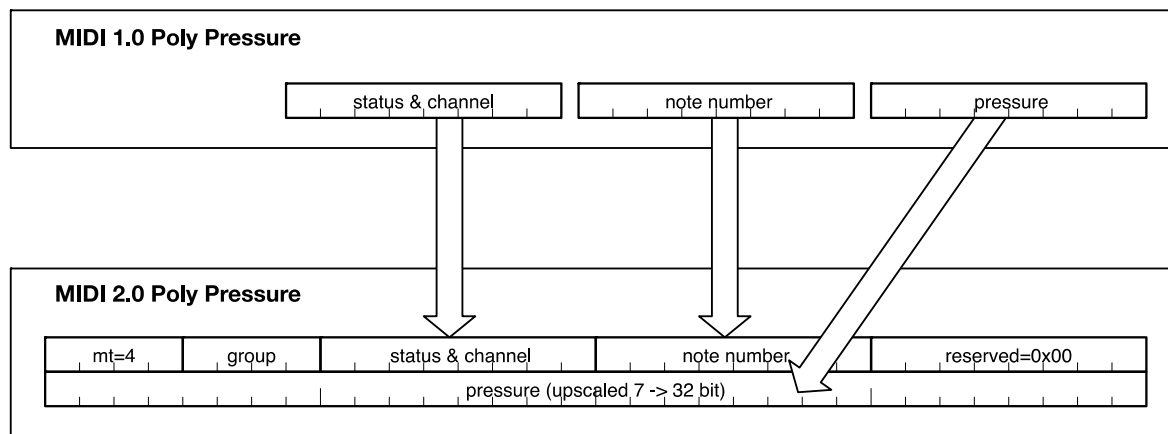 MIDI 1.0 Poly Pressure
status & channel note number pressure
MIDI 2.0 Poly Pressure
mt=4 group status & channel note number reserved=0x00
pressure (upscaled 7 -> 32 bit)